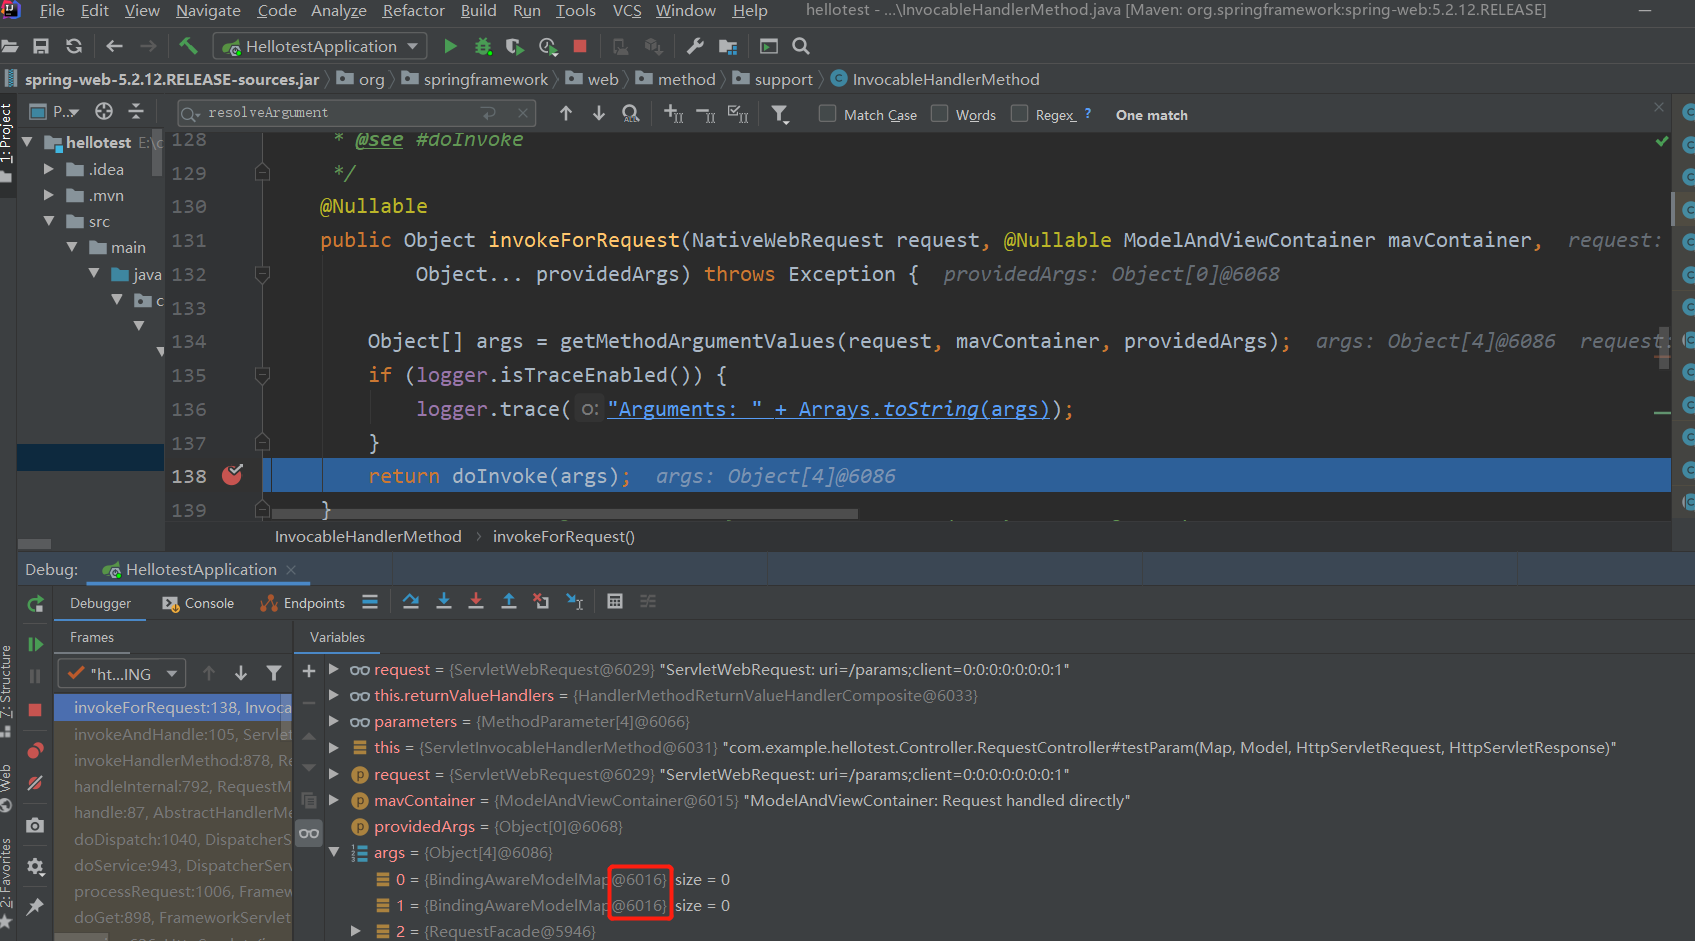 File Edit View Navigate Code Analyze Refactor Build Run Tools VCS Window Help hellotest - ...\InvocableHandlerMethod.java [Maven: org.springframework:spring-web:5.2.12.RELEASE]
HellotestApplication
spring-web-5.2.12.RELEASE-sources.jar org springframework web method support InvocableHandlerMethod
P.. resolveArgument Match Case Words Regex ? One match
1: Project
hellotest E:\c
.idea
.mvn
src
main
java
c
128 * @see #doInvoke
129 */
130 @Nullable
131 public Object invokeForRequest(NativeWebRequest request, @Nullable ModelAndViewContainer mavContainer, request:
132 Object... providedArgs) throws Exception { providedArgs: Object[0]@6068
133
134 Object[] args = getMethodArgumentValues(request, mavContainer, providedArgs); args: Object[4]@6086 request:
135 if (logger.isTraceEnabled()) {
136 logger.trace( o: "Arguments: " + Arrays.toString(args));
137 }
138 return doInvoke(args); args: Object[4]@6086
139 }
InvocableHandlerMethod › invokeForRequest()
Debug: HellotestApplication
Debugger Console Endpoints
Frames
"ht...ING
invokeForRequest:138, Invoca
invokeAndHandle:105, Servlet
invokeHandlerMethod:878, Re
handleInternal:792, RequestM
handle:87, AbstractHandlerMe
doDispatch:1040, DispatcherS
doService:943, DispatcherServ
processRequest:1006, Framew
doGet:898, FrameworkServlet
Variables
request = {ServletWebRequest@6029} "ServletWebRequest: uri=/params;client=0:0:0:0:0:0:0:1"
this.returnValueHandlers = {HandlerMethodReturnValueHandlerComposite@6033}
parameters = {MethodParameter[4]@6066}
this = {ServletInvocableHandlerMethod@6031} "com.example.hellotest.Controller.RequestController#testParam(Map, Model, HttpServletRequest, HttpServletResponse)"
request = {ServletWebRequest@6029} "ServletWebRequest: uri=/params;client=0:0:0:0:0:0:0:1"
mavContainer = {ModelAndViewContainer@6015} "ModelAndViewContainer: Request handled directly"
providedArgs = {Object[0]@6068}
args = {Object[4]@6086}
0 = {BindingAwareModelMap@6016} size = 0
1 = {BindingAwareModelMap@6016} size = 0
2 = {RequestFacade@5946}
7: Structure
Web
2: Favorites